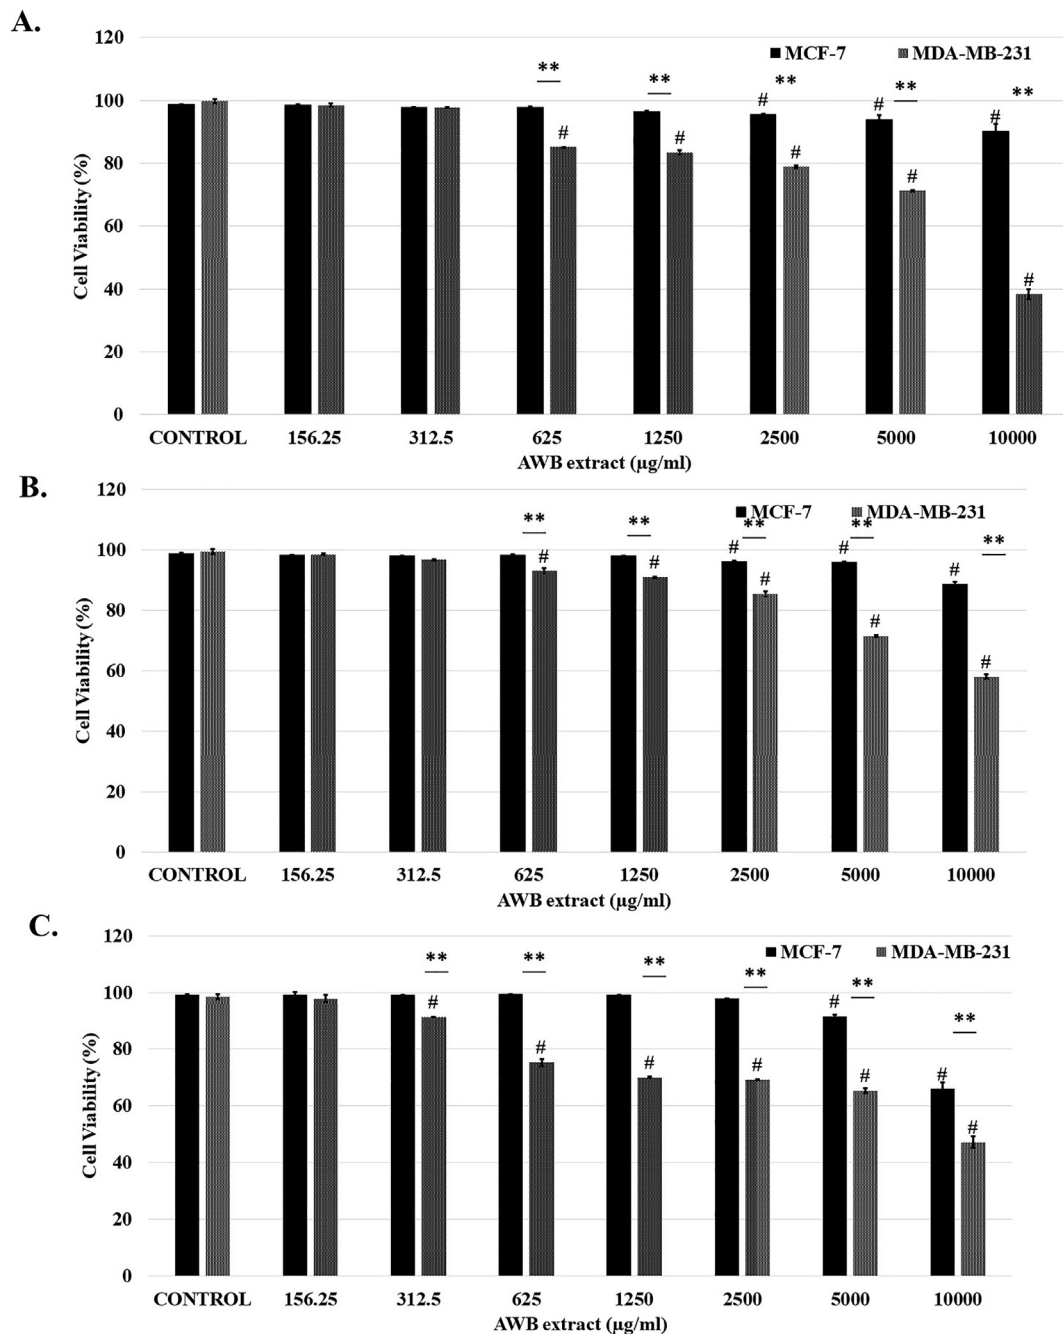 A.
120
■ MCF-7 ■ MDA-MB-231
** ** ** ** **
100
# # #
# #
80
# #
60
Cell Viability (%)
40
#
20
0
CONTROL 156.25 312.5 625 1250 2500 5000 10000
AWB extract (µg/ml)
B.
120
■ MCF-7 ■ MDA-MB-231
** ** ** ** **
100
# # # # #
#
80
#
60
#
Cell Viability (%)
40
20
0
CONTROL 156.25 312.5 625 1250 2500 5000 10000
AWB extract (µg/ml)
C.
120
■ MCF-7 ■ MDA-MB-231
** ** ** ** ** **
100
# #
80
# # # #
60
# #
Cell Viability (%)
40
20
0
CONTROL 156.25 312.5 625 1250 2500 5000 10000
AWB extract (µg/ml)